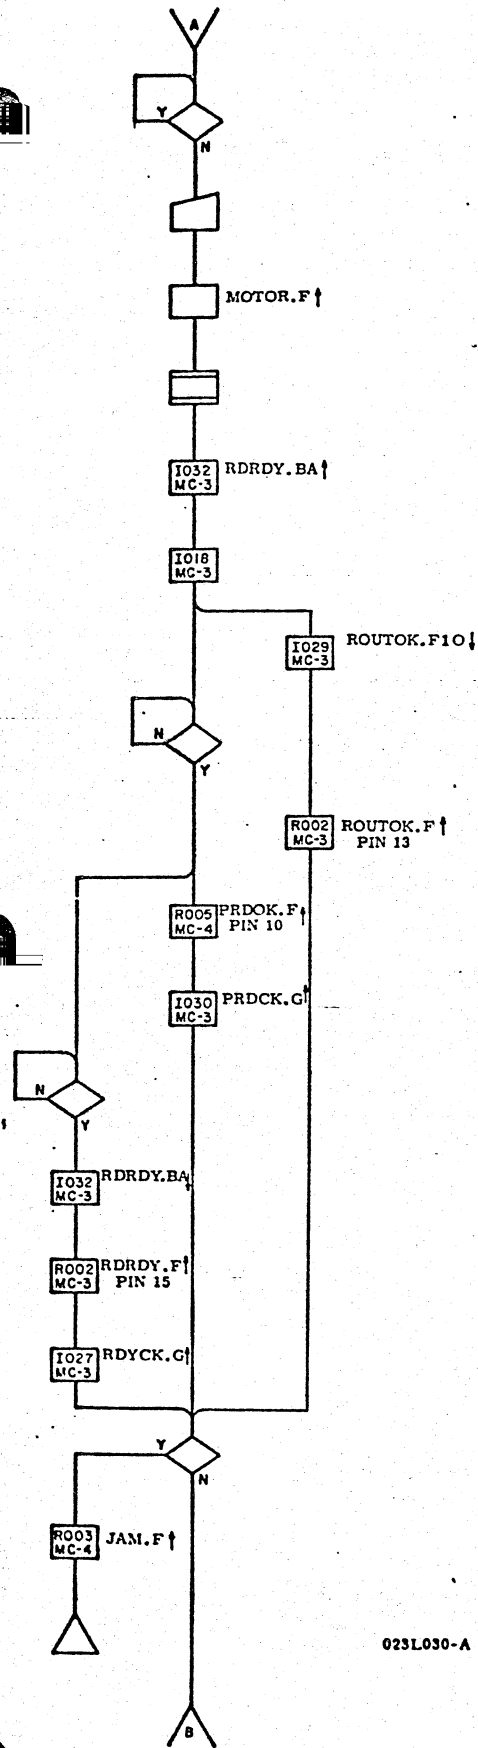 A
Y
N
MOTOR.F↑
I032
MC-3
RDRDY.BA↑
I018
MC-3
I029
MC-3
ROUTOK.F10↓
N
Y
R002
MC-3
ROUTOK.F↑
PIN 13
R005
MC-4
PRDOK.F↑
PIN 10
I030
MC-3
PRDCK.G↑
N
Y
I032
MC-3
RDRDY.BA↓
R002
MC-3
RDRDY.F↑
PIN 15
I027
MC-3
RDYCK.G↑
Y
N
R003
MC-4
JAM.F↑
023L030-A
B